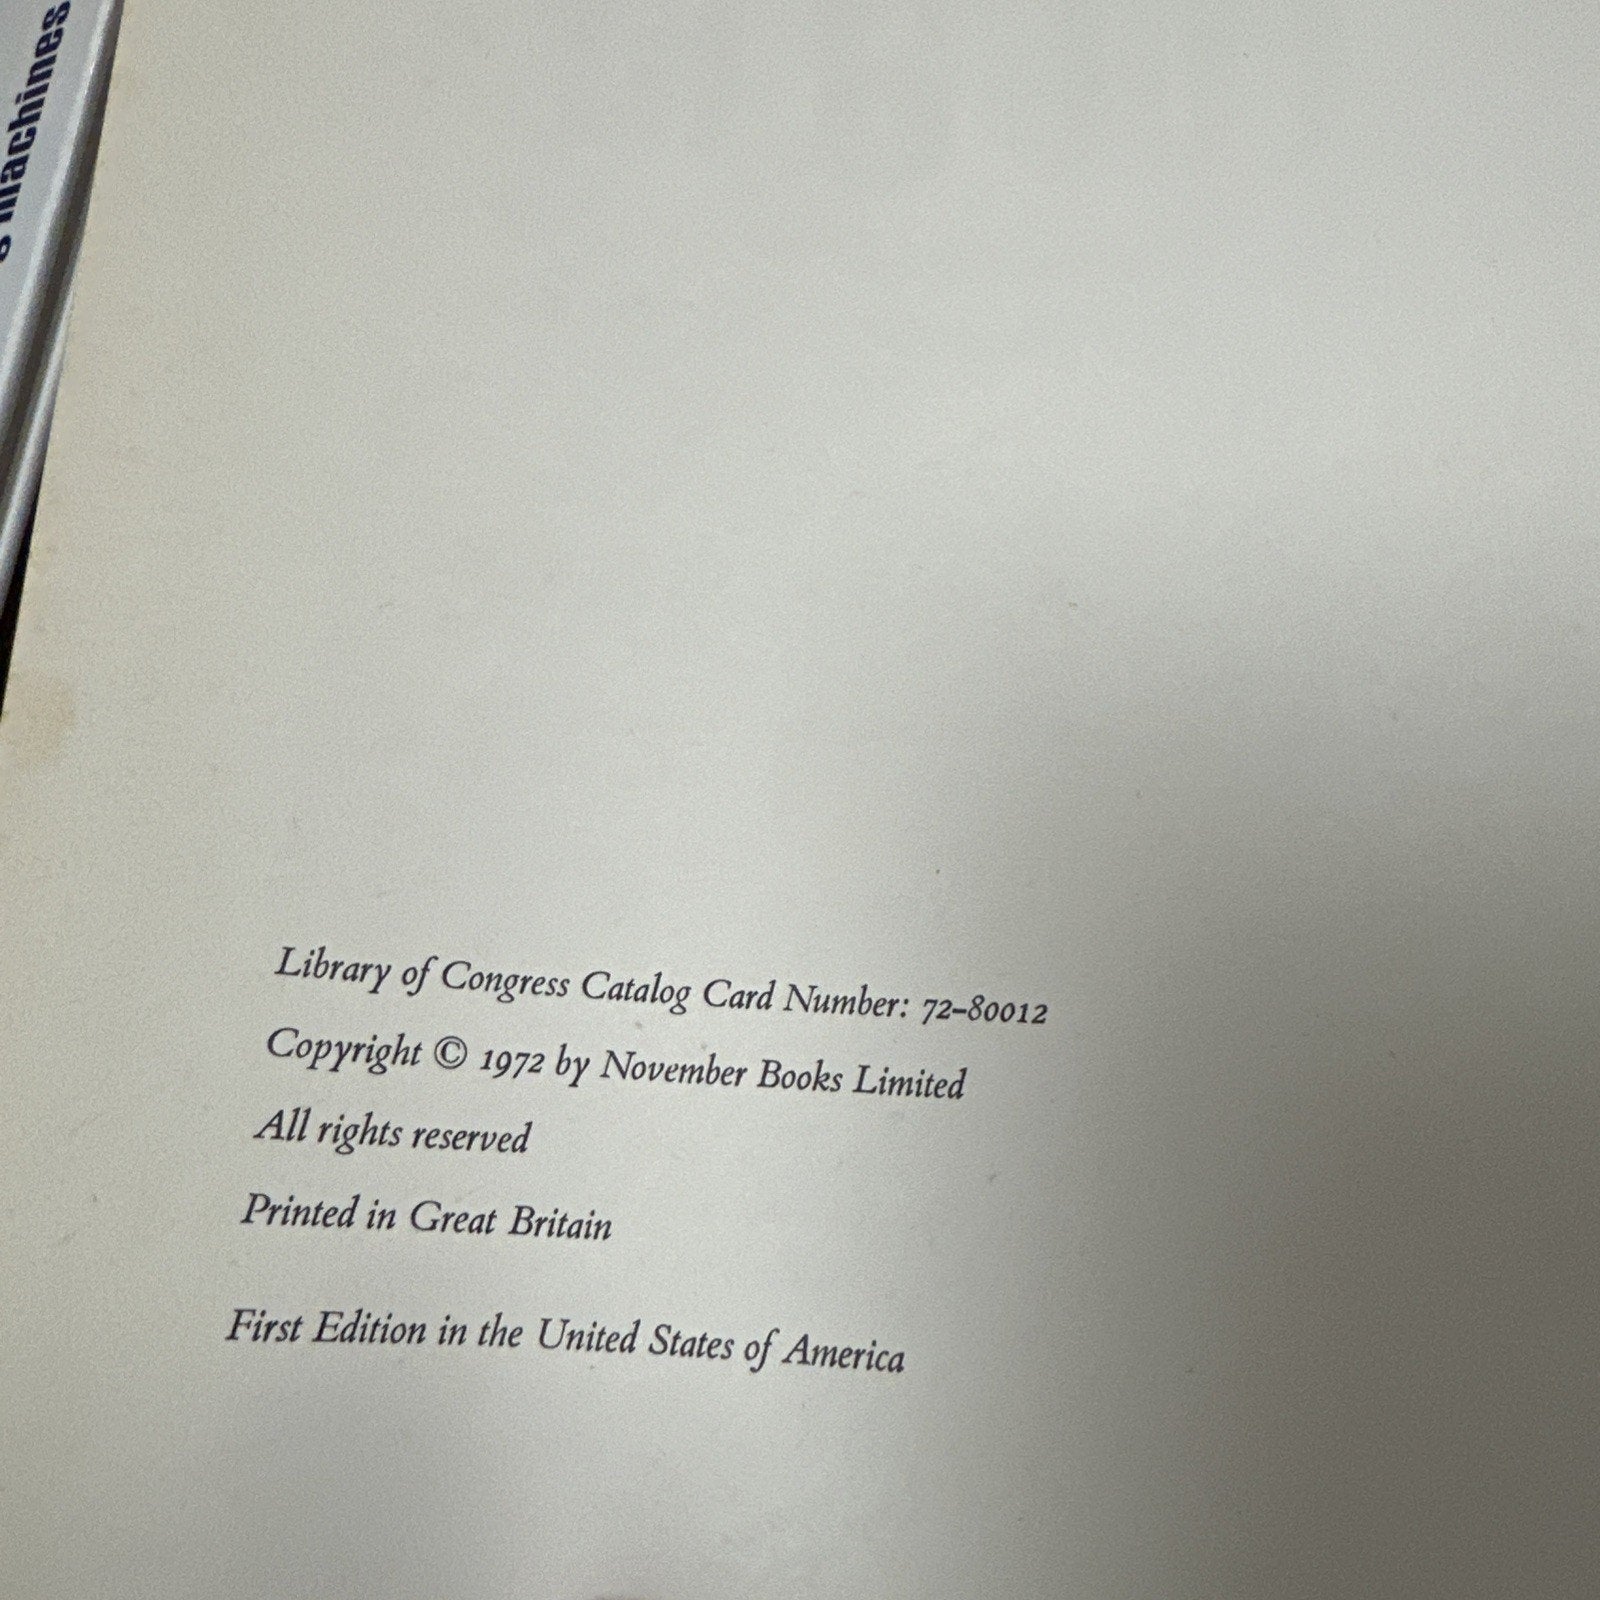 machines
Library of Congress Catalog Card Number: 72–80012
Copyright © 1972 by November Books Limited
All rights reserved
Printed in Great Britain
First Edition in the United States of America